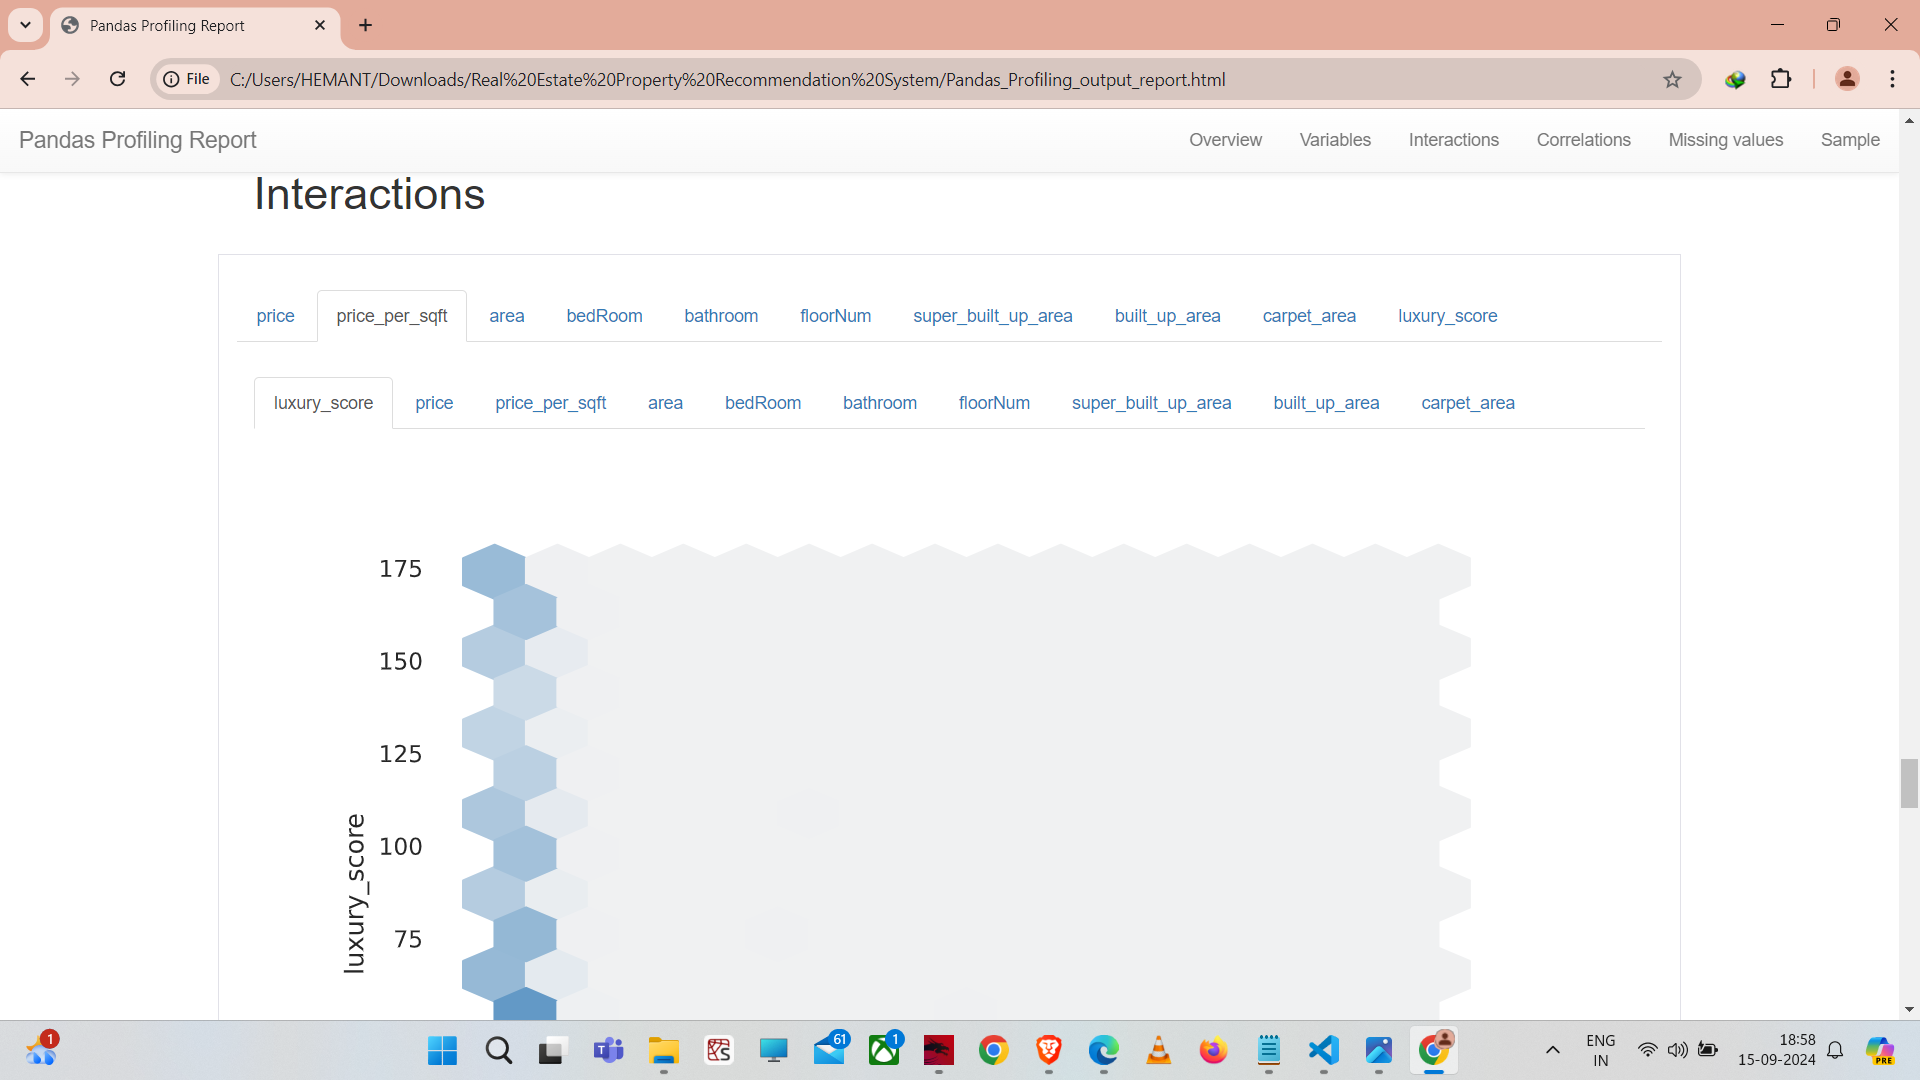 Pandas Profiling Report
File C:/Users/HEMANT/Downloads/Real%20Estate%20Property%20Recommendation%20System/Pandas_Profiling_output_report.html
Pandas Profiling Report Overview Variables Interactions Correlations Missing values Sample
Interactions
price price_per_sqft area bedRoom bathroom floorNum super_built_up_area built_up_area carpet_area luxury_score
luxury_score price price_per_sqft area bedRoom bathroom floorNum super_built_up_area built_up_area carpet_area
175
150
125
100
75
luxury_score
1 61 1 ENG 18:58
IN 15-09-2024 PRE